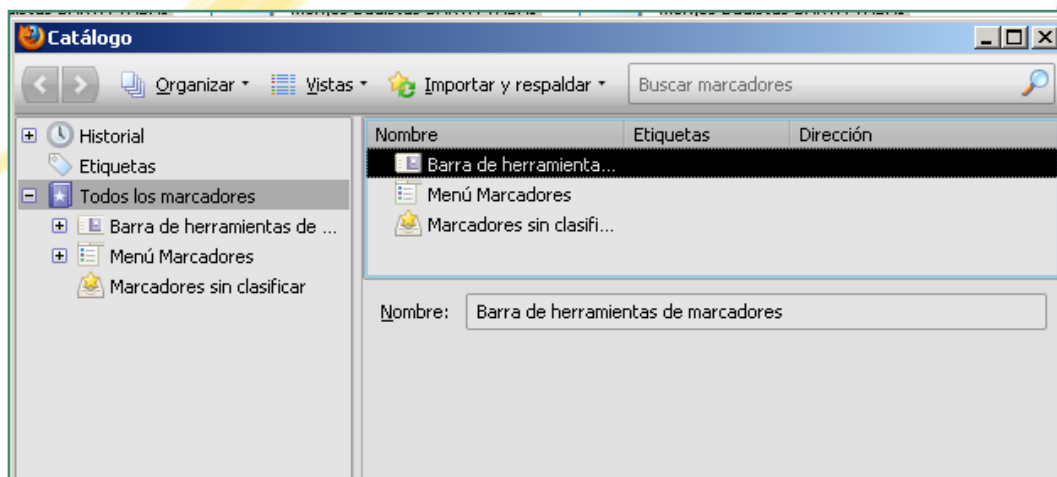 Catálogo
Organizar Vistas Importar y respaldar Buscar marcadores
Historial
Etiquetas
Todos los marcadores
Barra de herramientas de ...
Menú Marcadores
Marcadores sin clasificar
Nombre Etiquetas Dirección
Barra de herramienta...
Menú Marcadores
Marcadores sin clasifi...
Nombre: Barra de herramientas de marcadores